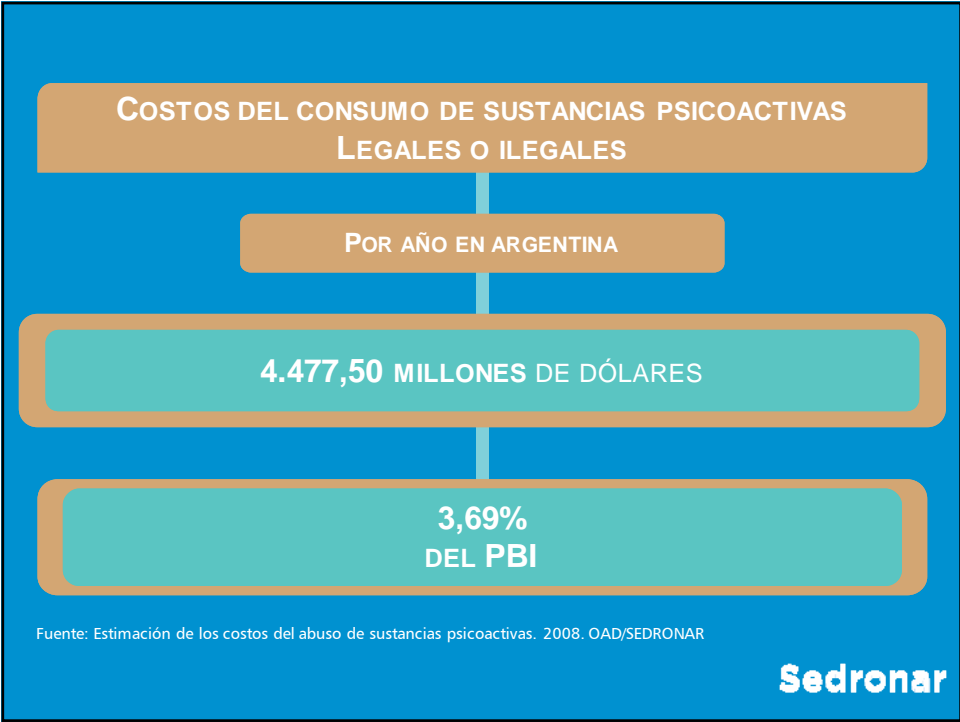 COSTOS DEL CONSUMO DE SUSTANCIAS PSICOACTIVAS
LEGALES O ILEGALES
POR AÑO EN ARGENTINA
4.477,50 MILLONES DE DÓLARES
3,69%
DEL PBI
Fuente: Estimación de los costos del abuso de sustancias psicoactivas. 2008. OAD/SEDRONAR
Sedronar